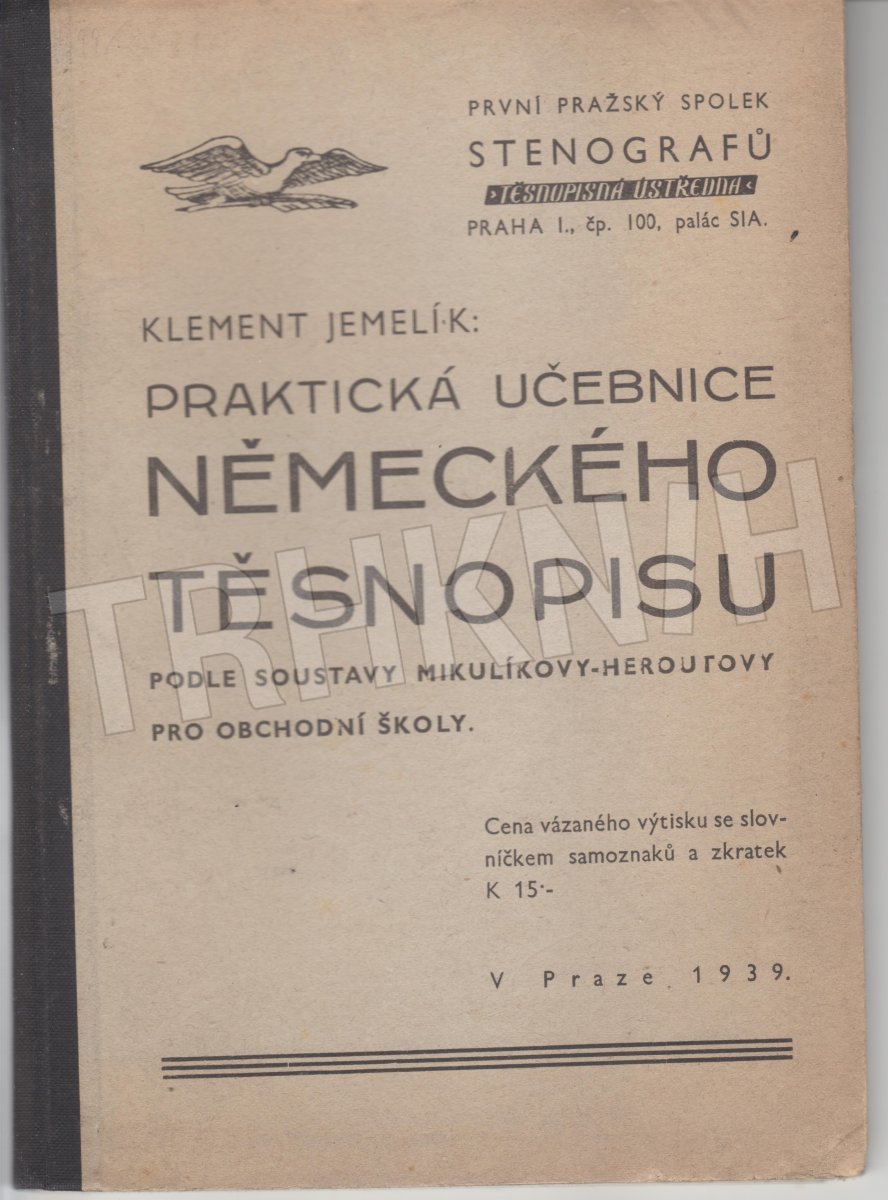 PRVNÍ PRAŽSKÝ SPOLEK
STENOGRAFŮ
›TĚSNOPISNÁ ÚSTŘEDNA‹
PRAHA I., čp. 100, palác SIA.
KLEMENT JEMELÍK:
PRAKTICKÁ UČEBNICE
NĚMECKÉHO
TĚSNOPISU
PODLE SOUSTAVY MIKULÍKOVY-HEROUTOVY
PRO OBCHODNÍ ŠKOLY.
Cena vázaného výtisku se slov-
níčkem samoznaků a zkratek
K 15·-
V Praze 1939.
TRHKNIH